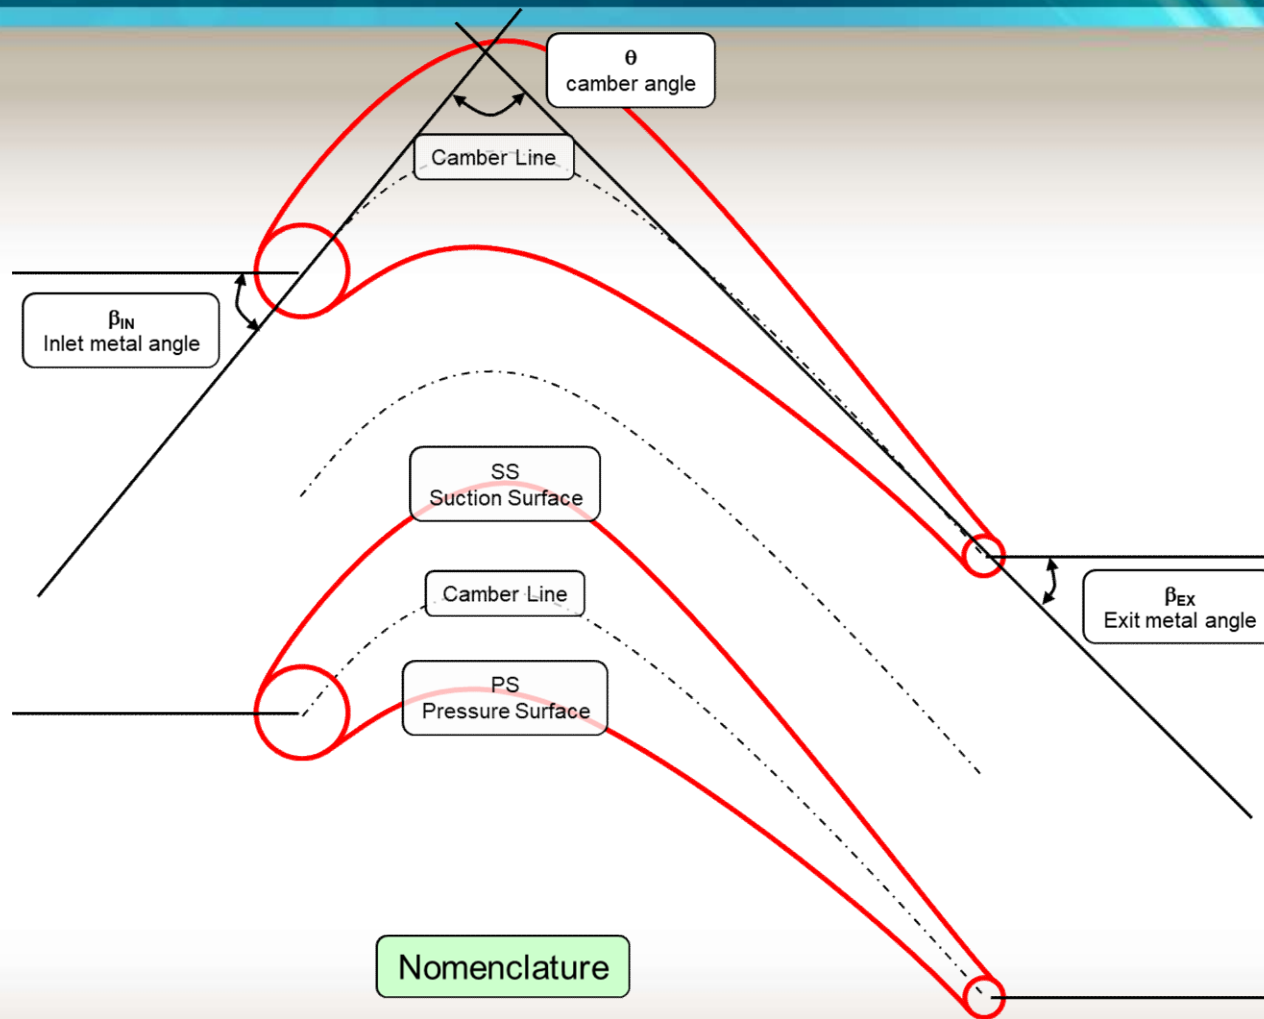 θ
camber angle
Camber Line
βIN
Inlet metal angle
SS
Suction Surface
βEX
Exit metal angle
Camber Line
PS
Pressure Surface
Nomenclature